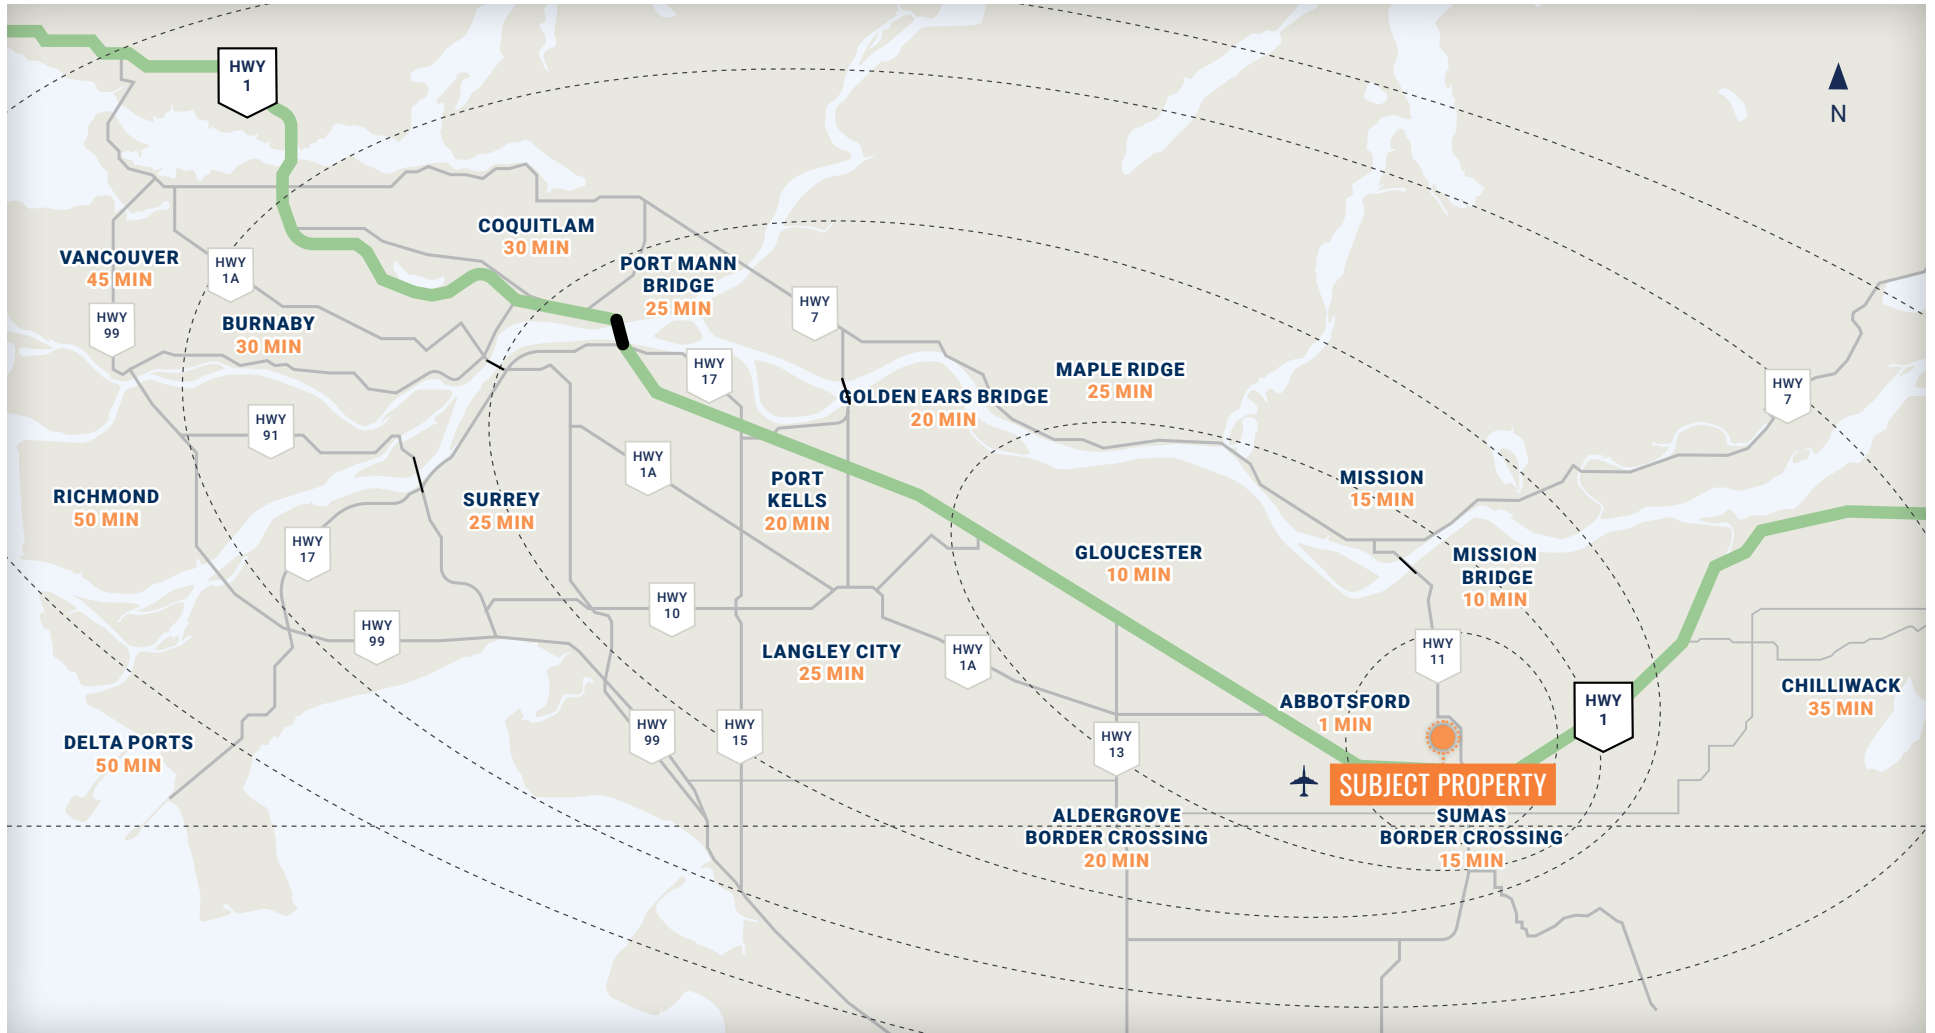 HWY
1
N
COQUITLAM
30 MIN
VANCOUVER
45 MIN
HWY
1A
PORT MANN
BRIDGE
25 MIN
HWY
7
HWY
99
BURNABY
30 MIN
HWY
17
MAPLE RIDGE
25 MIN
GOLDEN EARS BRIDGE
20 MIN
HWY
7
HWY
91
HWY
1A
PORT
KELLS
20 MIN
MISSION
15 MIN
RICHMOND
50 MIN
SURREY
25 MIN
HWY
17
GLOUCESTER
10 MIN
MISSION
BRIDGE
10 MIN
HWY
10
HWY
99
LANGLEY CITY
25 MIN
HWY
1A
HWY
11
ABBOTSFORD
1 MIN
HWY
1
CHILLIWACK
35 MIN
DELTA PORTS
50 MIN
HWY
99
HWY
15
HWY
13
SUBJECT PROPERTY
ALDERGROVE
BORDER CROSSING
20 MIN
SUMAS
BORDER CROSSING
15 MIN